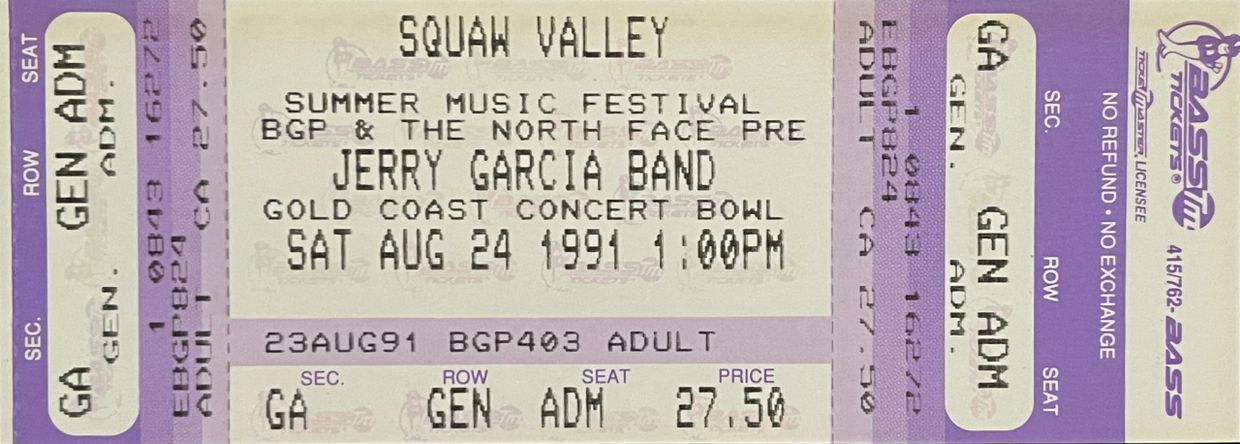 SEC. ROW SEAT
GA GEN ADM
GEN. ADM.
1 0843 16272
EBGP824
ADULT CA 27.50
SQUAW VALLEY
SUMMER MUSIC FESTIVAL
BGP & THE NORTH FACE PRE
JERRY GARCIA BAND
GOLD COAST CONCERT BOWL
SAT AUG 24 1991 1:00PM
23AUG91 BGP403 ADULT
SEC. ROW SEAT PRICE
GA GEN ADM 27.50
ADULT CA 27.50
EBGP824
1 0843 16272
GEN. ADM.
GA GEN ADM
SEC. ROW SEAT
NO REFUND • NO EXCHANGE
TICKETMASTER LICENSEE
BASS TM
TICKETS®
415/762-BASS